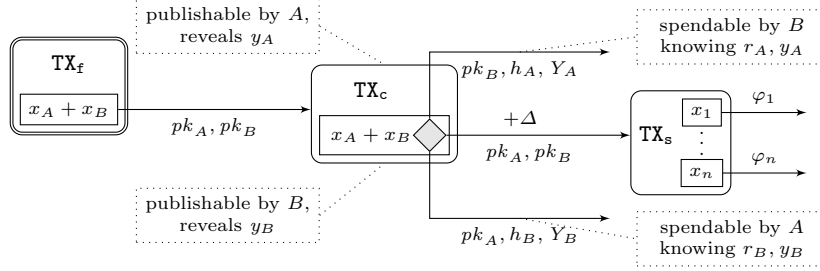 publishable by A,
reveals y_A
spendable by B
knowing r_A, y_A
TX_f
x_A + x_B
pk_A, pk_B
TX_c
x_A + x_B
pk_B, h_A, Y_A
+Δ
pk_A, pk_B
TX_s
x_1
⋮
x_n
φ_1
φ_n
publishable by B,
reveals y_B
pk_A, h_B, Y_B
spendable by A
knowing r_B, y_B